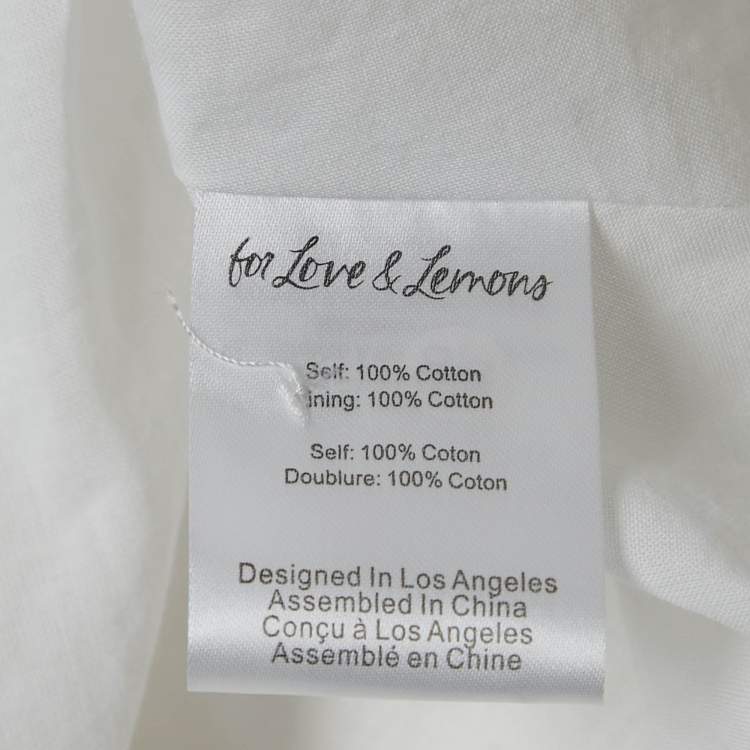 for Love & Lemons
Self: 100% Cotton
ining: 100% Cotton
Self: 100% Coton
Doublure: 100% Coton
Designed In Los Angeles
Assembled In China
Conçu à Los Angeles
Assemblé en Chine